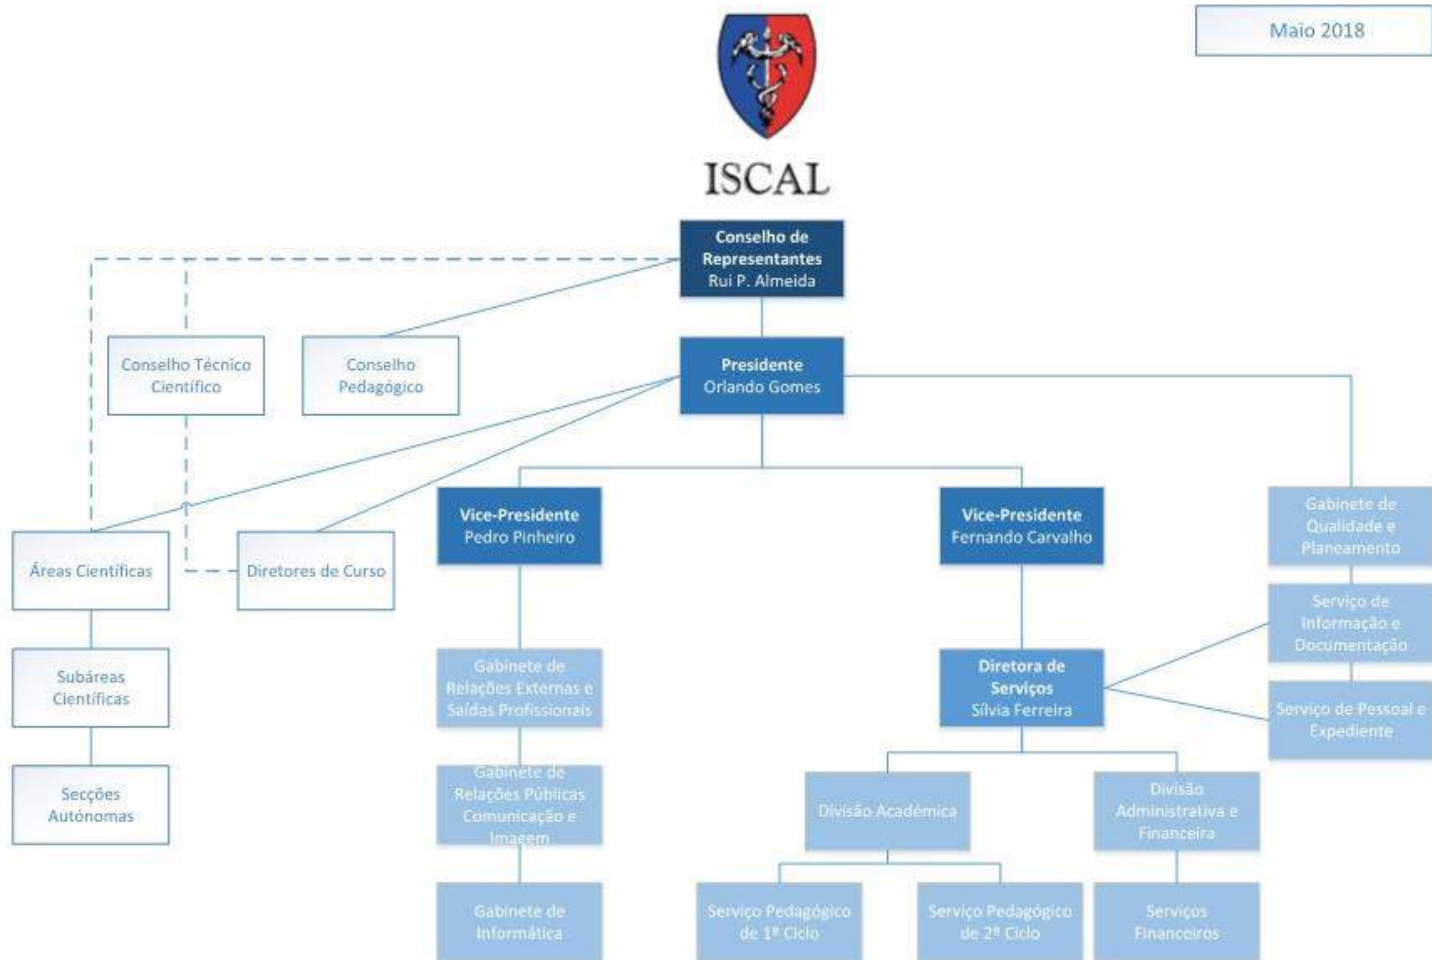 Maio 2018
ISCAL
Conselho de
Representantes
Rui P. Almeida
Conselho Técnico
Científico
Conselho
Pedagógico
Presidente
Orlando Gomes
Vice-Presidente
Pedro Pinheiro
Vice-Presidente
Fernando Carvalho
Gabinete de
Qualidade e
Planeamento
Áreas Científicas
Diretores de Curso
Serviço de
Informação e
Documentação
Subáreas
Científicas
Gabinete de
Relações Externas e
Saídas Profissionais
Diretora de
Serviços
Sílvia Ferreira
Serviço de Pessoal e
Expediente
Secções
Autónomas
Gabinete de
Relações Públicas
Comunicação e
Imagem
Divisão Académica
Divisão
Administrativa e
Financeira
Gabinete de
Informática
Serviço Pedagógico
de 1º Ciclo
Serviço Pedagógico
de 2º Ciclo
Serviços
Financeiros